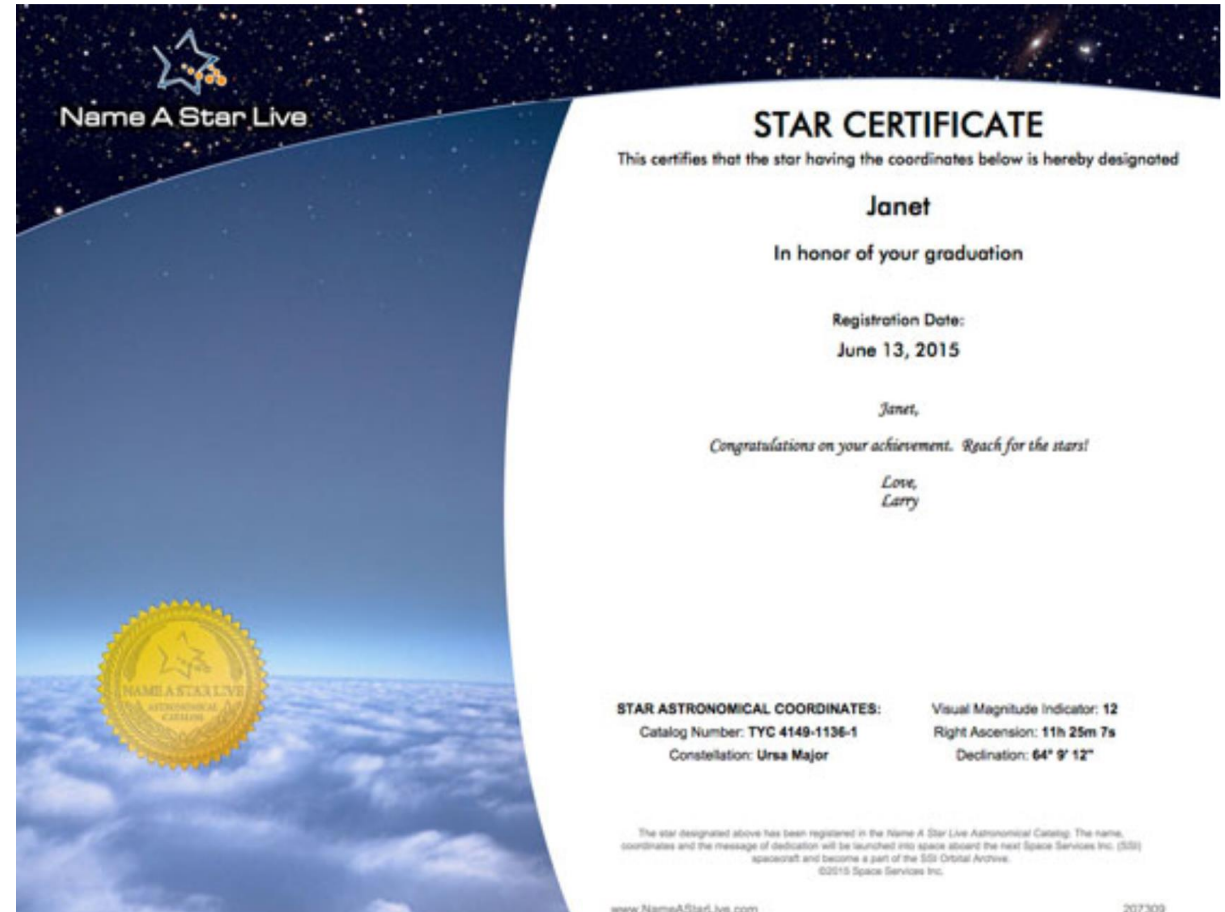 Name A Star Live
STAR CERTIFICATE
This certifies that the star having the coordinates below is hereby designated
Janet
In honor of your graduation
Registration Date:
June 13, 2015
Janet,
Congratulations on your achievement. Reach for the stars!
Love,
Larry
NAME A STAR LIVE
ASTRONOMICAL
CATALOG
STAR ASTRONOMICAL COORDINATES:
Catalog Number: TYC 4149-1136-1
Constellation: Ursa Major
Visual Magnitude Indicator: 12
Right Ascension: 11h 25m 7s
Declination: 64° 9' 12"
The star designated above has been registered in the Name A Star Live Astronomical Catalog. The name,
coordinates and the message of dedication will be launched into space aboard the next Space Services Inc. (SSI)
spacecraft and become a part of the SSI Orbital Archive.
©2015 Space Services Inc.
www.NameAStarLive.com
207309